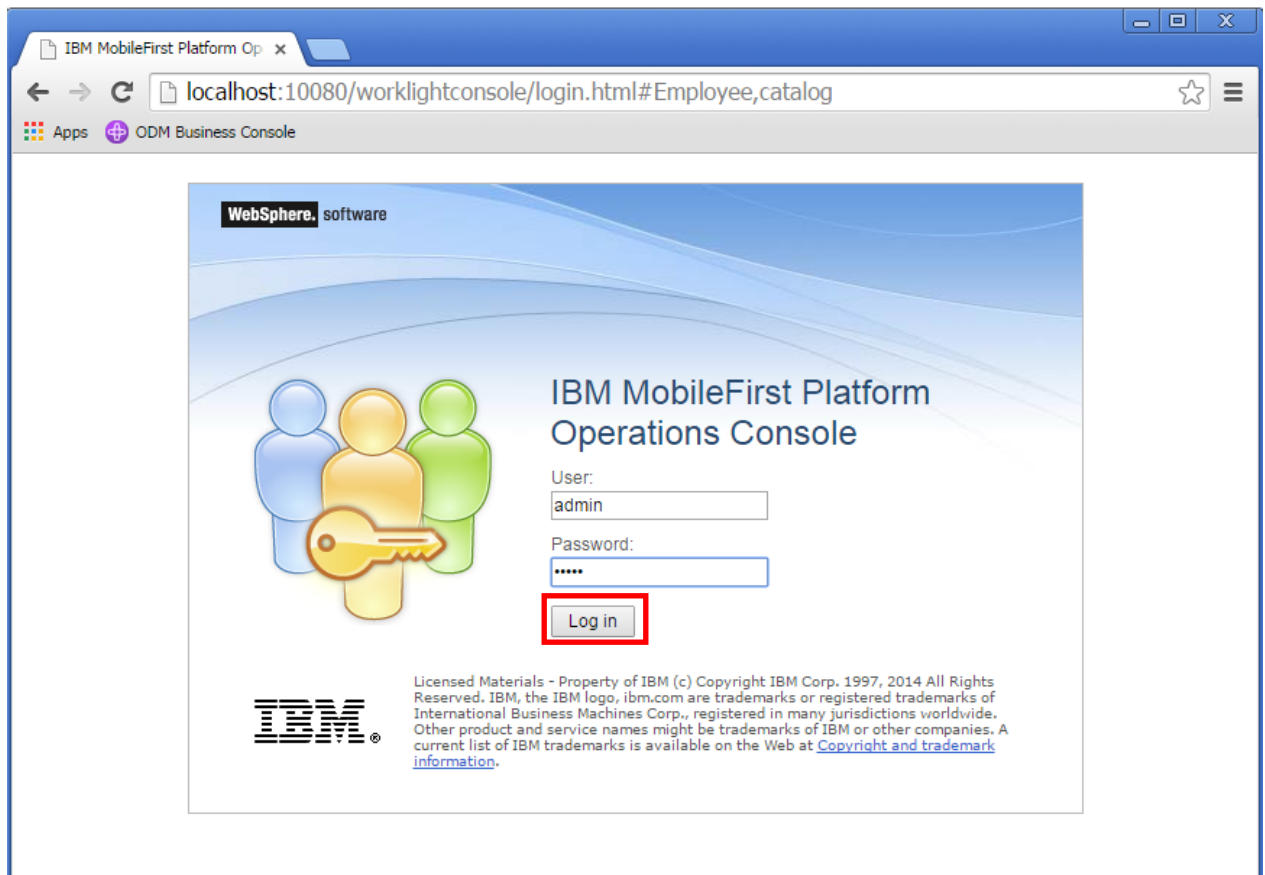 IBM MobileFirst Platform Op
localhost:10080/worklightconsole/login.html#Employee,catalog
Apps ODM Business Console
WebSphere. software
IBM MobileFirst Platform
Operations Console
User:
admin
Password:
•••••
Log in
Licensed Materials - Property of IBM (c) Copyright IBM Corp. 1997, 2014 All Rights
Reserved. IBM, the IBM logo, ibm.com are trademarks or registered trademarks of
International Business Machines Corp., registered in many jurisdictions worldwide.
Other product and service names might be trademarks of IBM or other companies. A
current list of IBM trademarks is available on the Web at Copyright and trademark
information.
IBM®